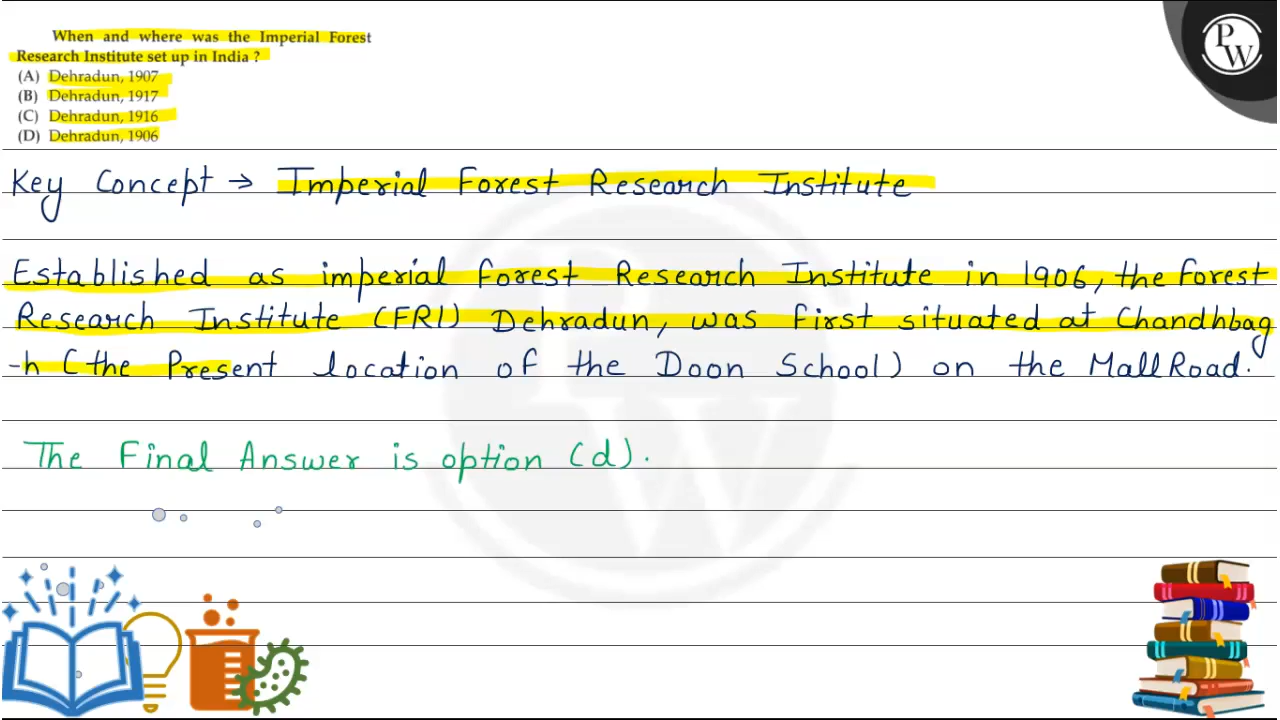 When and where was the Imperial Forest
Research Institute set up in India ?
(A) Dehradun, 1907
(B) Dehradun, 1917
(C) Dehradun, 1916
(D) Dehradun, 1906
PW
Key Concept → Imperial Forest Research Institute
Established as imperial Forest Research Institute in 1906, the Forest
Research Institute (FRI) Dehradun, was first situated at Chandhbag
-h (the Present location of the Doon School) on the Mall Road.
The Final Answer is option (d).